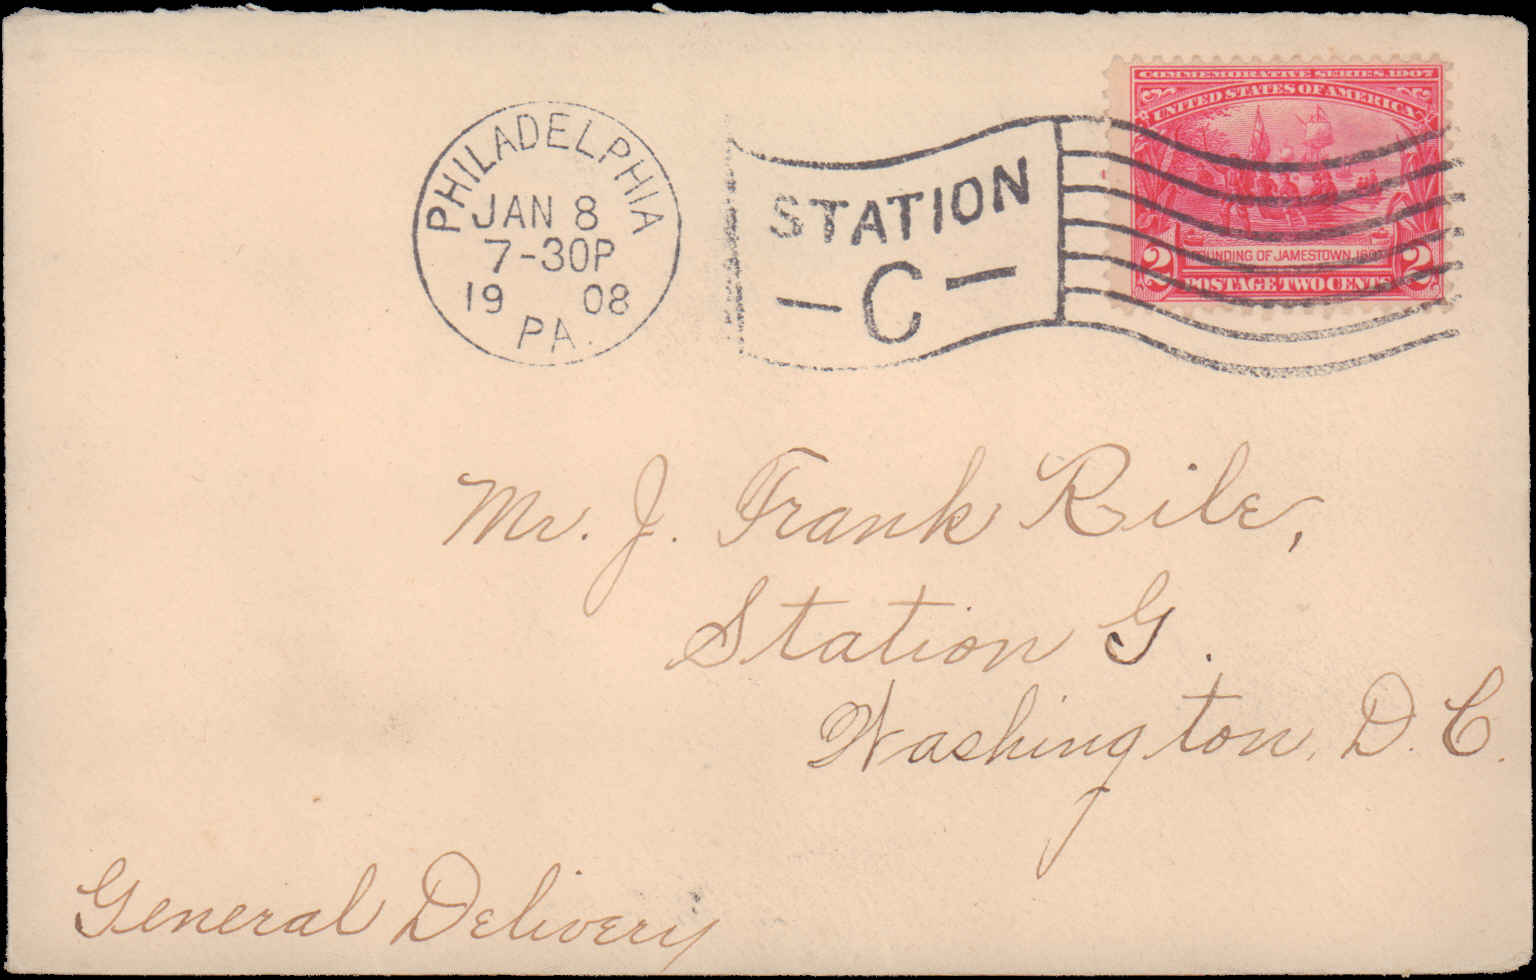 COMMEMORATIVE SERIES, 1907
UNITED STATES OF AMERICA
FOUNDING OF JAMESTOWN, 1607
2 2
POSTAGE TWO CENTS
PHILADELPHIA
JAN 8
7-30P
19 08
PA.
STATION
- C -
Mr. J. Frank Rile,
Station G.
Washington, D. C.
General Delivery